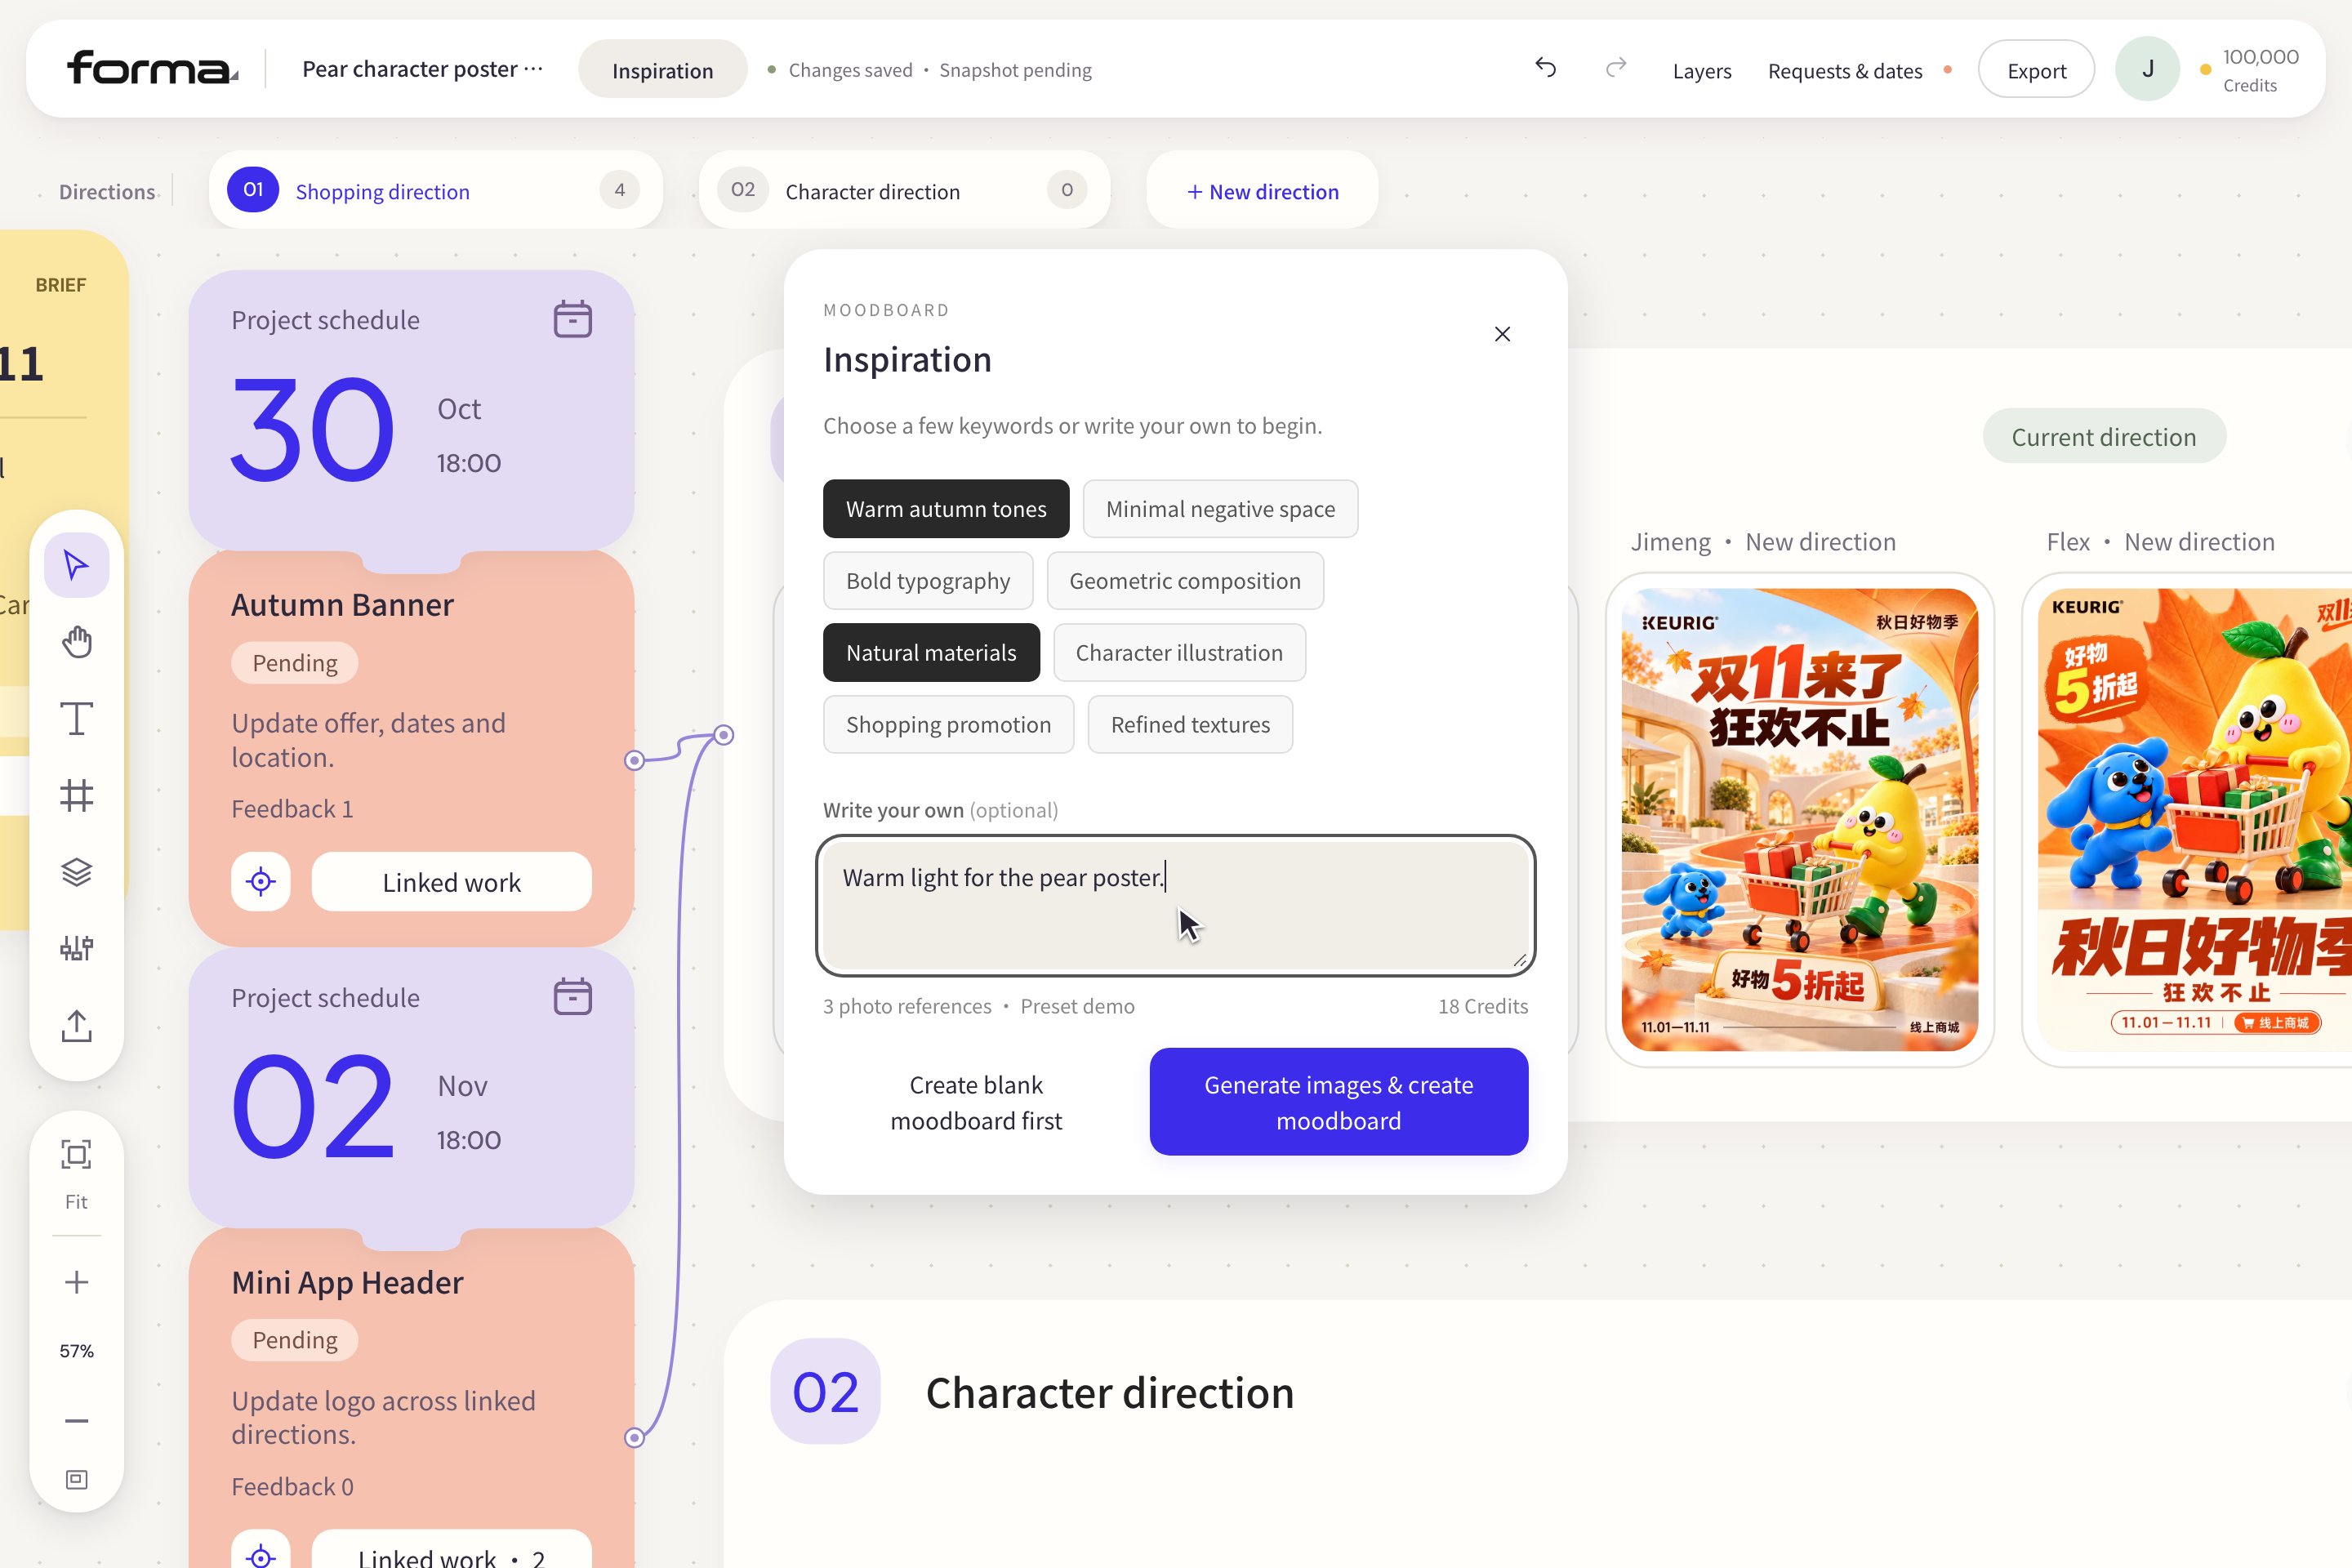 forma
Pear character poster ···
Inspiration
Changes saved • Snapshot pending
Layers
Requests & dates
Export
J
100,000
Credits
Directions
01 Shopping direction 4
02 Character direction 0
+ New direction
BRIEF
11
Project schedule
30
Oct
18:00
Autumn Banner
Pending
Update offer, dates and
location.
Feedback 1
Linked work
Project schedule
02
Nov
18:00
Mini App Header
Pending
Update logo across linked
directions.
Feedback 0
Linked work • 2
Fit
57%
MOODBOARD
Inspiration
Choose a few keywords or write your own to begin.
Warm autumn tones
Minimal negative space
Bold typography
Geometric composition
Natural materials
Character illustration
Shopping promotion
Refined textures
Write your own (optional)
Warm light for the pear poster.
3 photo references • Preset demo
18 Credits
Create blank
moodboard first
Generate images & create
moodboard
Current direction
Jimeng • New direction
KEURIG
秋日好物季
双11来了
狂欢不止
好物5折起
11.01—11.11
线上商城
Flex • New direction
KEURIG
双11
好物
5折起
秋日好物季
狂欢不止
11.01—11.11
线上商城
02
Character direction